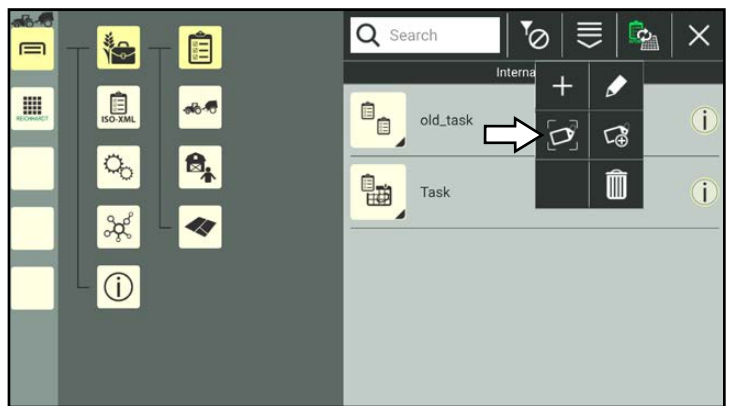 Search
Interna
REICHHARDT
ISO-XML
old_task
Task